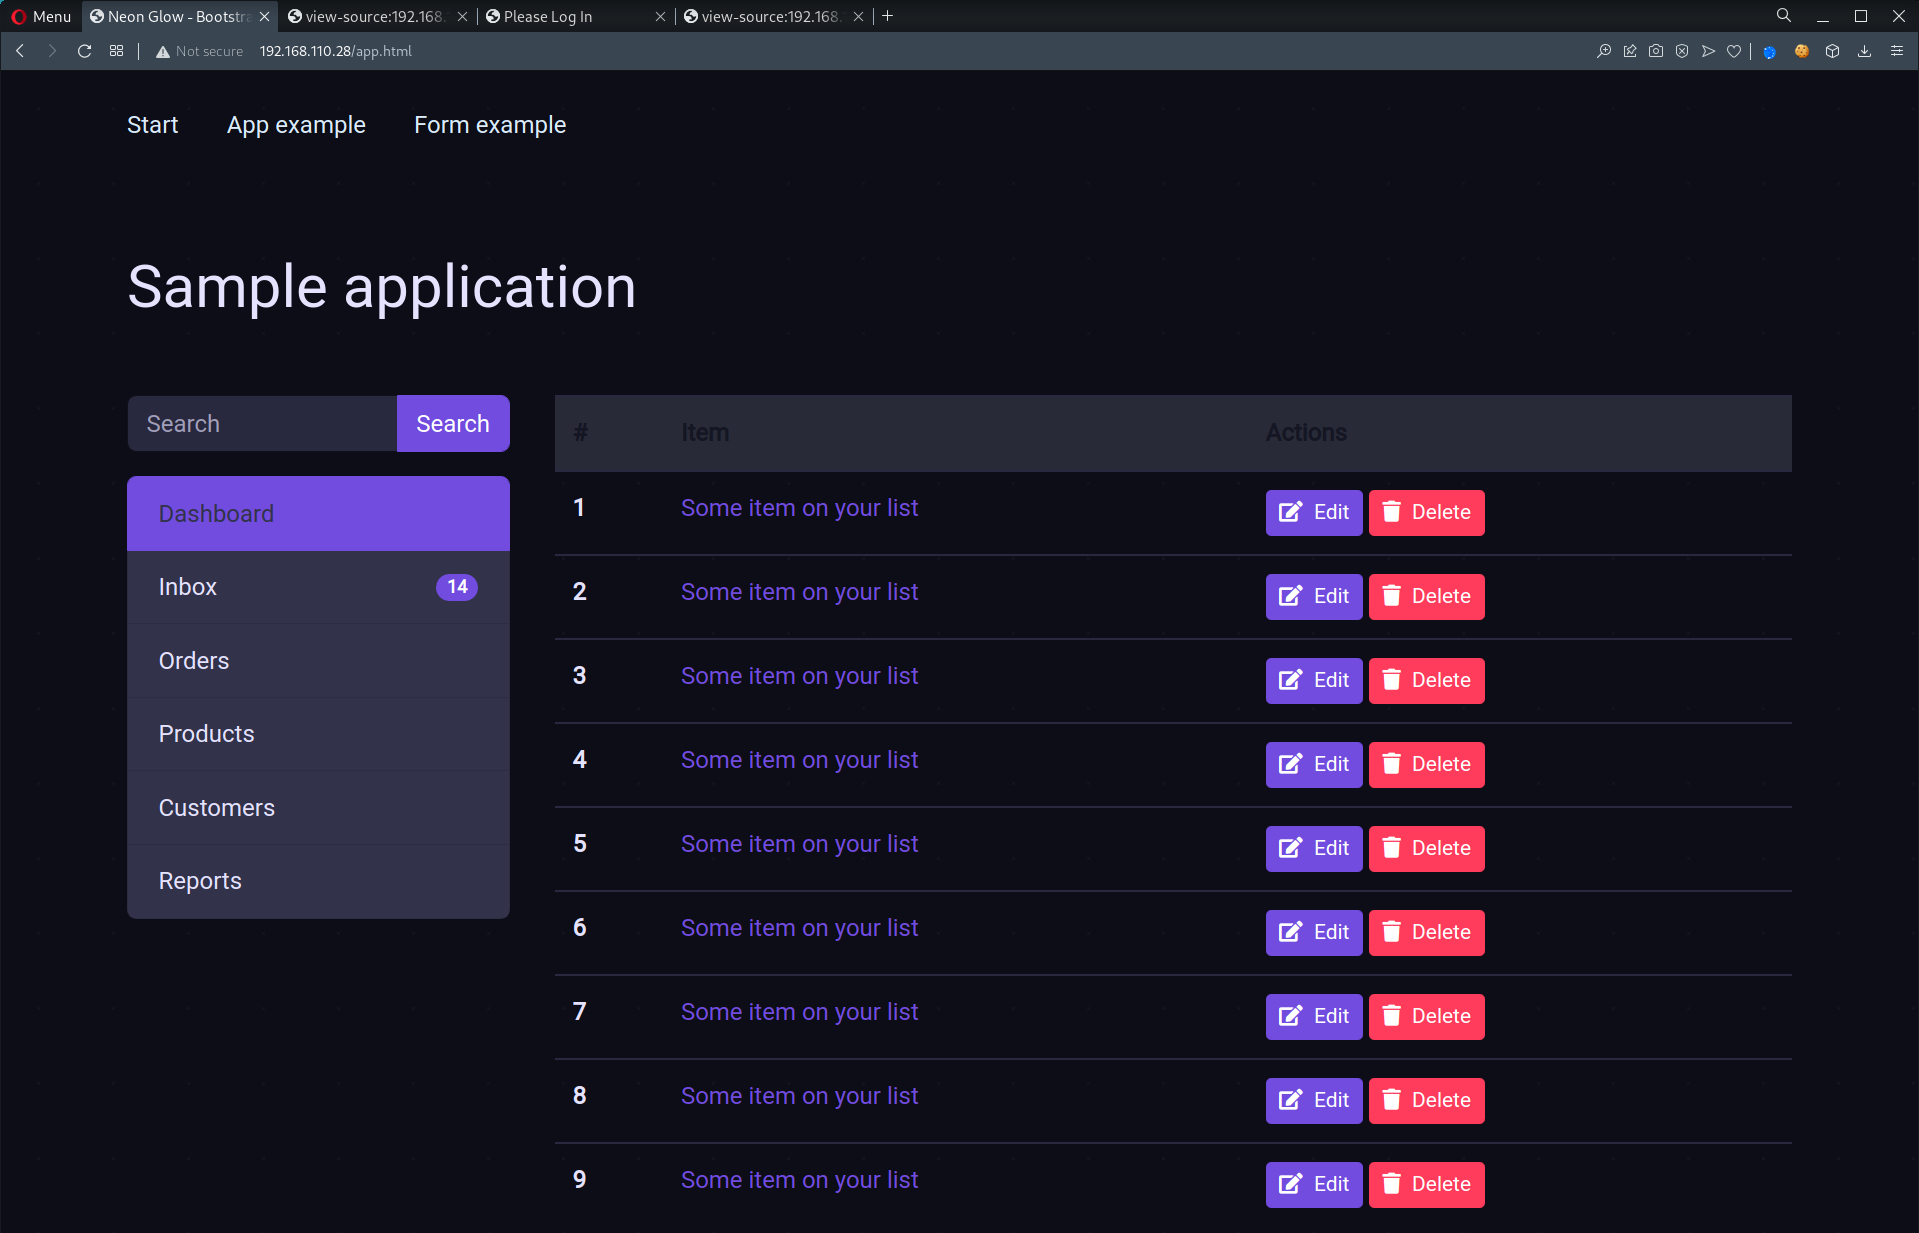 Menu
Neon Glow - Bootstra
view-source:192.168.
Please Log In
view-source:192.168.
Not secure 192.168.110.28/app.html
Start App example Form example
Sample application
Search Search
Dashboard
Inbox 14
Orders
Products
Customers
Reports
# Item Actions
1 Some item on your list Edit Delete
2 Some item on your list Edit Delete
3 Some item on your list Edit Delete
4 Some item on your list Edit Delete
5 Some item on your list Edit Delete
6 Some item on your list Edit Delete
7 Some item on your list Edit Delete
8 Some item on your list Edit Delete
9 Some item on your list Edit Delete